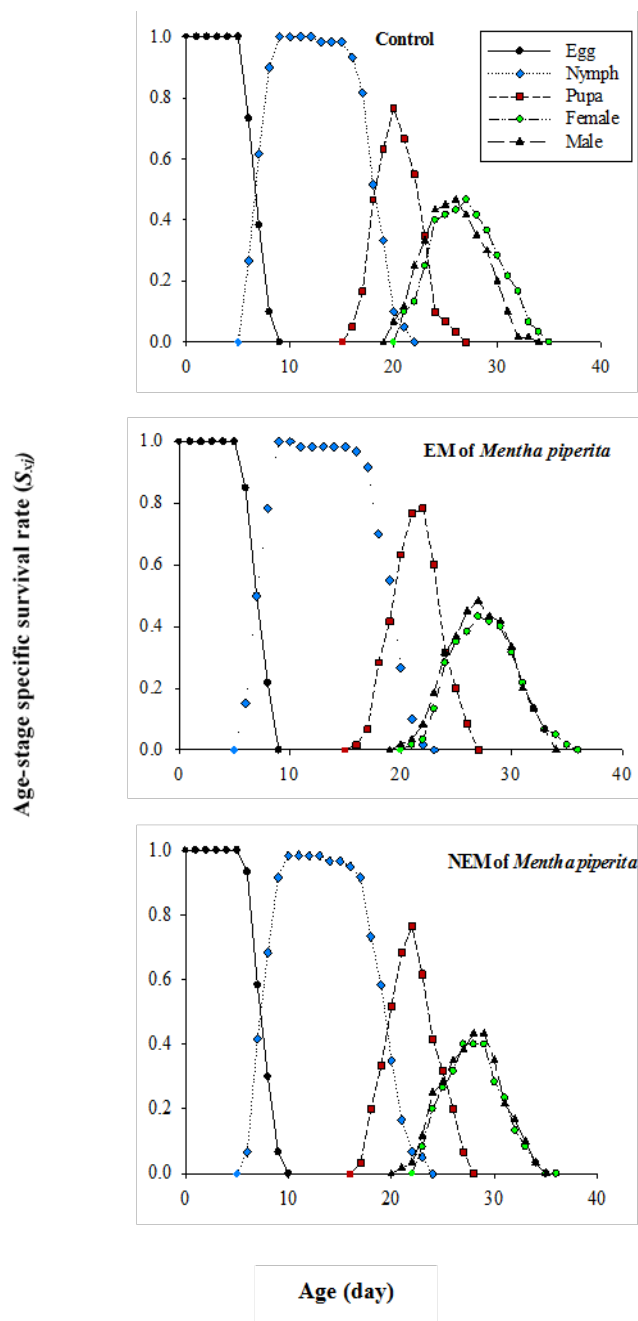 Control
Egg
Nymph
Pupa
Female
Male
1.0
0.8
0.6
0.4
0.2
0.0
0 10 20 30 40
Age-stage specific survival rate (Sxj)
EM of Mentha piperita
1.0
0.8
0.6
0.4
0.2
0.0
0 10 20 30 40
NEM of Mentha piperita
1.0
0.8
0.6
0.4
0.2
0.0
0 10 20 30 40
Age (day)